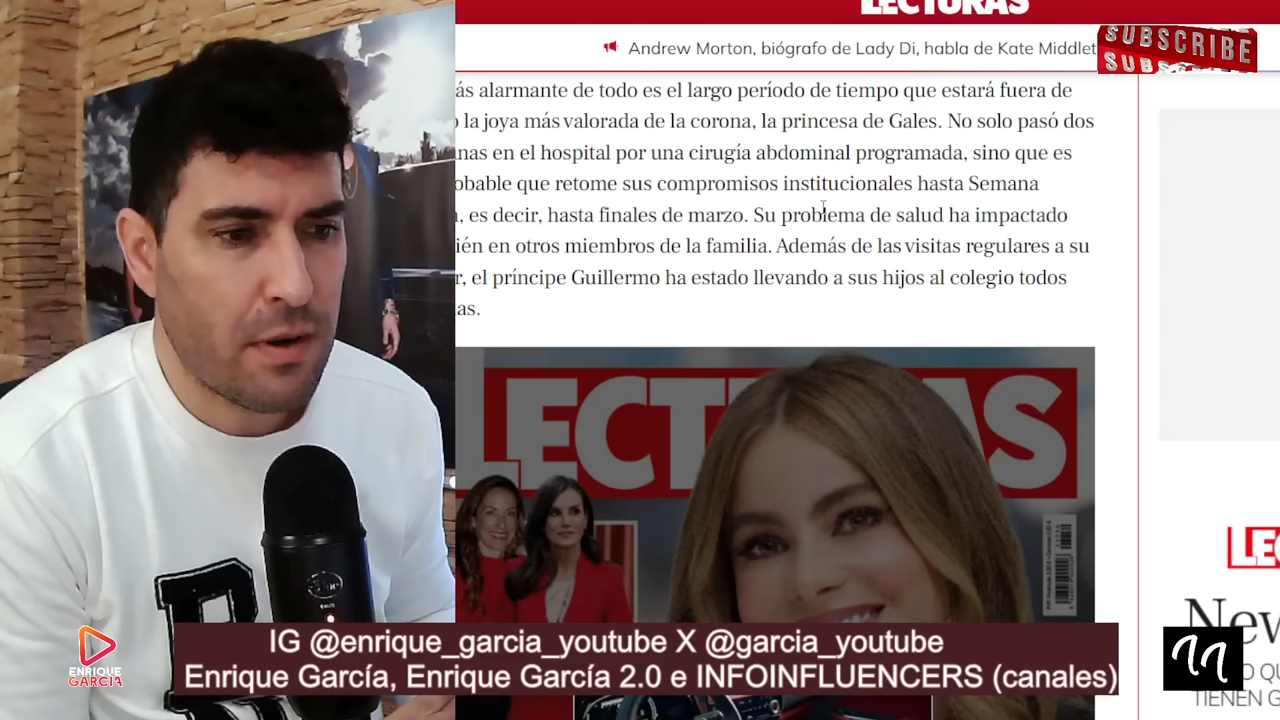 LECTURAS
Andrew Morton, biógrafo de Lady Di, habla de Kate Middlet
SUBSCRIBE
ás alarmante de todo es el largo período de tiempo que estará fuera de
la joya más valorada de la corona, la princesa de Gales. No solo pasó dos
nas en el hospital por una cirugía abdominal programada, sino que es
obable que retome sus compromisos institucionales hasta Semana
, es decir, hasta finales de marzo. Su problema de salud ha impactado
ién en otros miembros de la familia. Además de las visitas regulares a su
r, el príncipe Guillermo ha estado llevando a sus hijos al colegio todos
as.
LECTURAS
LE
New
O QU
TIENEN G
IG @enrique_garcia_youtube X @garcia_youtube
Enrique García, Enrique García 2.0 e INFOINFLUENCERS (canales)
ENRIQUE
GARCÍA